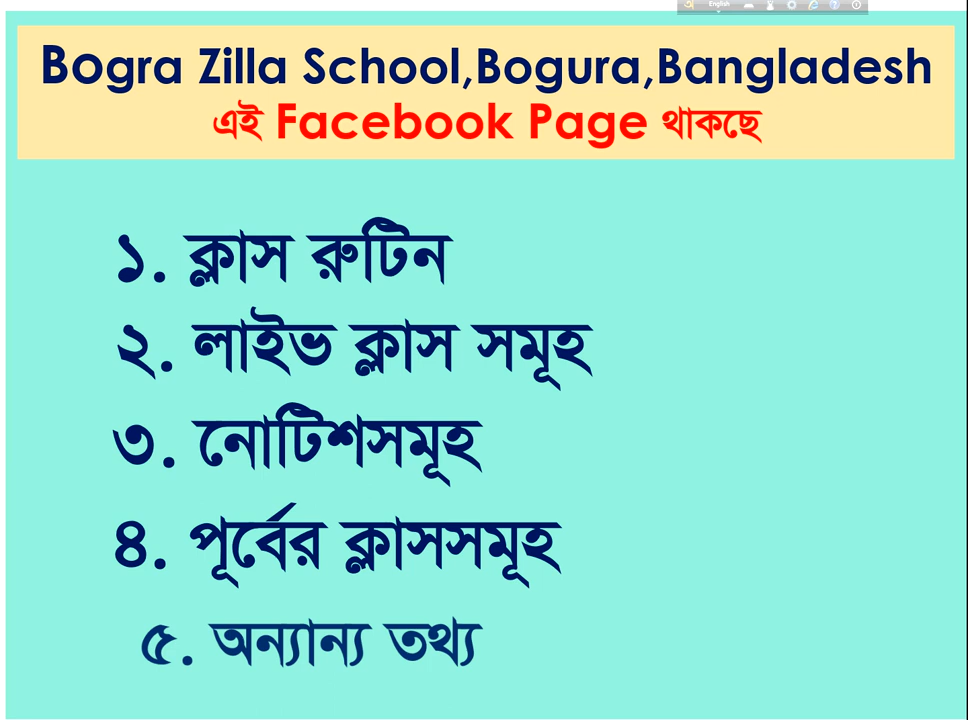 English
Bogra Zilla School,Bogura,Bangladesh
এই Facebook Page থাকছে
১. ক্লাস রুটিন
২. লাইভ ক্লাস সমূহ
৩. নোটিশসমূহ
৪. পূর্বের ক্লাসসমূহ
৫. অন্যান্য তথ্য